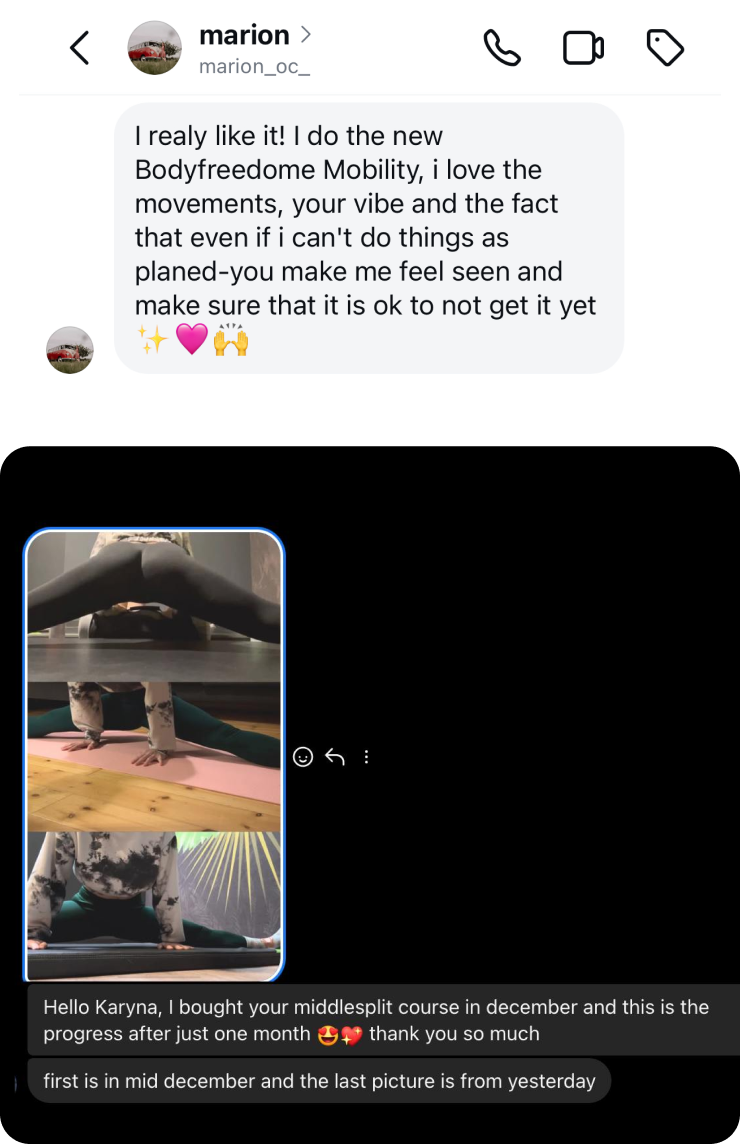 marion
marion_oc_
I realy like it! I do the new
Bodyfreedome Mobility, i love the
movements, your vibe and the fact
that even if i can't do things as
planed-you make me feel seen and
make sure that it is ok to not get it yet
✨💗🙌
Hello Karyna, I bought your middlesplit course in december and this is the
progress after just one month 🤩💖 thank you so much
first is in mid december and the last picture is from yesterday